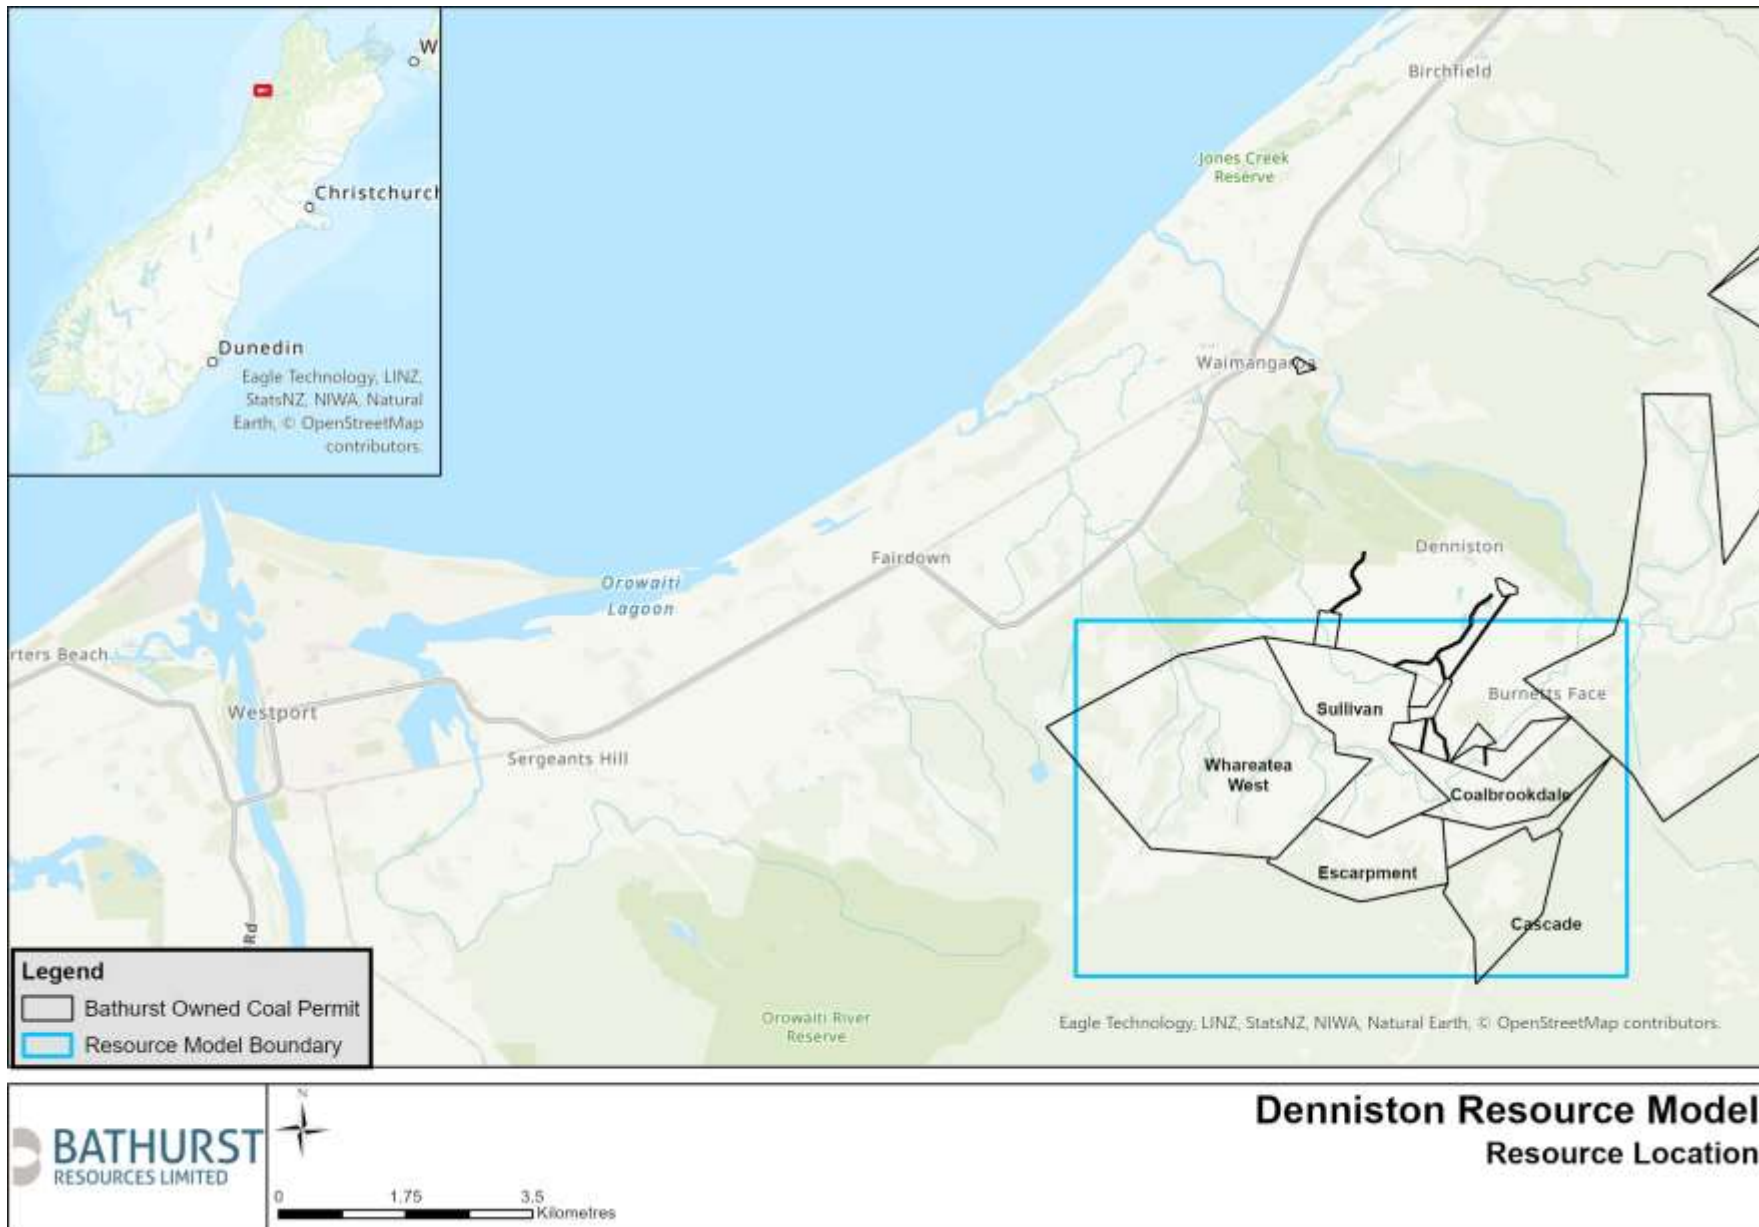 W
Christchurch
Dunedin
Eagle Technology, LINZ,
StatsNZ, NIWA, Natural
Earth, © OpenStreetMap
contributors.
Birchfield
Jones Creek
Reserve
Waimangaroa
Denniston
Fairdown
Orowaiti
Lagoon
rters Beach
Westport
Sergeants Hill
Burnetts Face
Sullivan
Whareatea
West
Coalbrookdale
Escarpment
Cascade
Rd
Orowaiti River
Reserve
Eagle Technology, LINZ, StatsNZ, NIWA, Natural Earth, © OpenStreetMap contributors.
Legend
Bathurst Owned Coal Permit
Resource Model Boundary
BATHURST
RESOURCES LIMITED
N
0 1.75 3.5
Kilometres
Denniston Resource Model
Resource Location